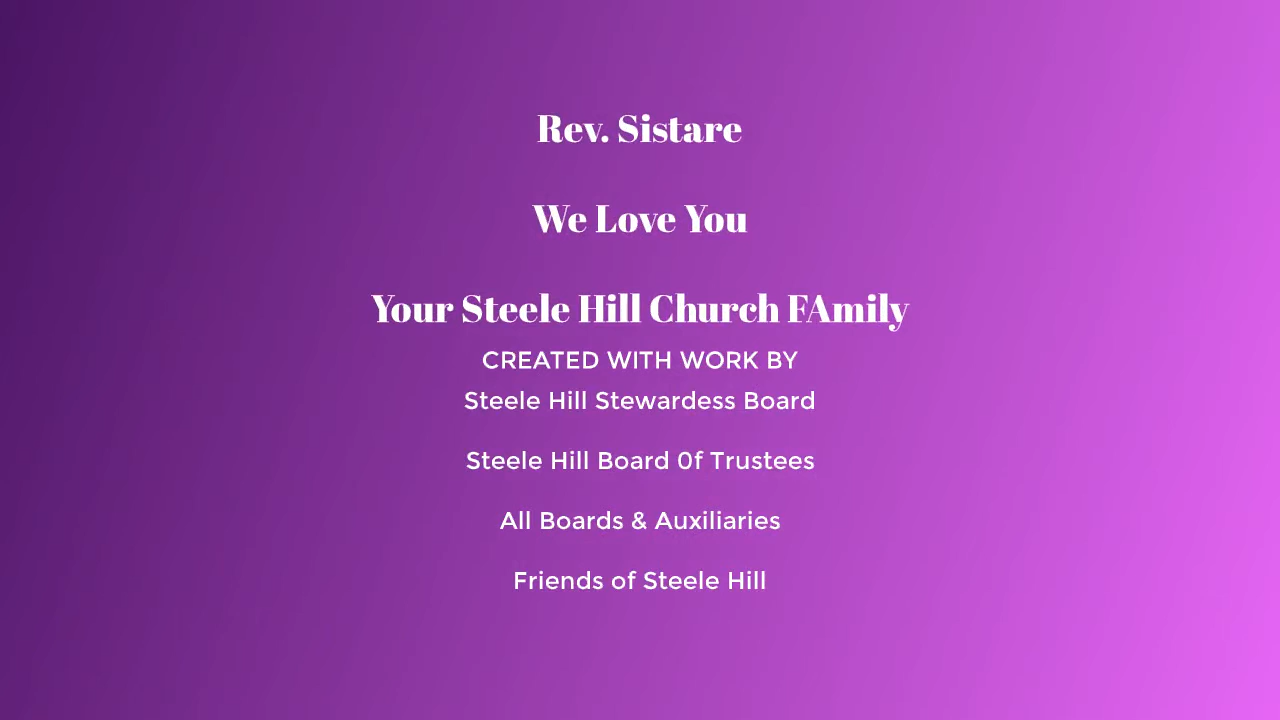 Rev. Sistare
We Love You
Your Steele Hill Church FAmily
CREATED WITH WORK BY
Steele Hill Stewardess Board
Steele Hill Board 0f Trustees
All Boards & Auxiliaries
Friends of Steele Hill